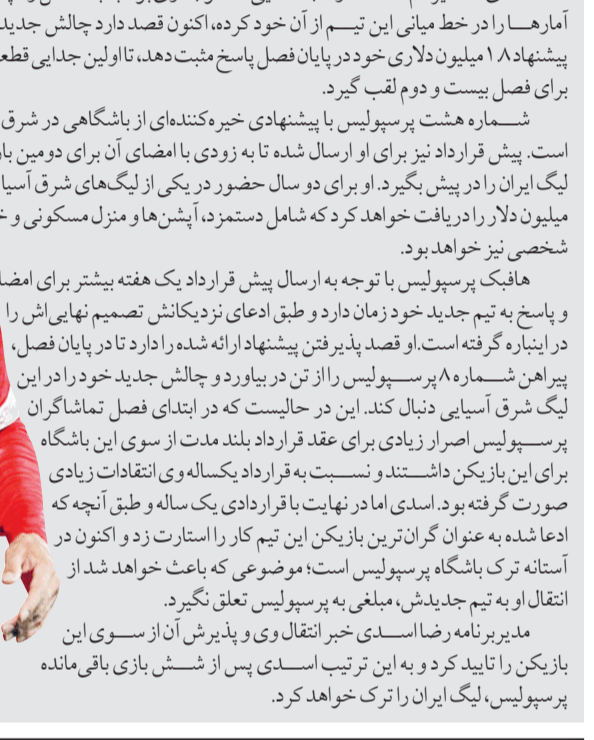 آمارها را در خط میانی این تیم از آن خود کرده، اکنون قصد دارد چالش جدید
پیشنهاد ۱.۸ میلیون دلاری خود در پایان فصل پاسخ مثبت دهد، تا اولین جدایی قطعی
برای فصل بیست و دوم لقب گیرد.
شماره هشت پرسپولیس با پیشنهادی خیره‌کننده‌ای از باشگاهی در شرق
است. پیش قرارداد نیز برای او ارسال شده تا به زودی با امضای آن برای دومین بار
لیگ ایران را در پیش بگیرد. او برای دو سال حضور در یکی از لیگ‌های شرق آسیا
میلیون دلار را دریافت خواهد کرد که شامل دستمزد، آپشن‌ها و منزل مسکونی و
شخصی نیز خواهد بود.
هافبک پرسپولیس با توجه به ارسال پیش قرارداد یک هفته بیشتر برای امضا
و پاسخ به تیم جدید خود زمان دارد و طبق ادعای نزدیکانش تصمیم نهایی‌اش را
در اینباره گرفته است.او قصد پذیرفتن پیشنهاد ارائه شده را دارد تا در پایان فصل،
پیراهن شماره ۸ پرسپولیس را از تن در بیاورد و چالش جدید خود را در این
لیگ شرق آسیایی دنبال کند. این در حالیست که در ابتدای فصل تماشاگران
پرسپولیس اصرار زیادی برای عقد قرارداد بلند مدت از سوی این باشگاه
برای این بازیکن داشتند و نسبت به قرارداد یکساله وی انتقادات زیادی
صورت گرفته بود. اسدی اما در نهایت با قراردادی یک ساله و طبق آنچه که
ادعا شده به عنوان گران‌ترین بازیکن این تیم کار را استارت زد و اکنون در
آستانه ترک باشگاه پرسپولیس است؛ موضوعی که باعث خواهد شد از
انتقال او به تیم جدیدش، مبلغی به پرسپولیس تعلق نگیرد.
مدیربرنامه رضا اسدی خبر انتقال وی و پذیرش آن از سوی این
بازیکن را تایید کرد و به این ترتیب اسدی پس از شش بازی باقی‌مانده
پرسپولیس، لیگ ایران را ترک خواهد کرد.